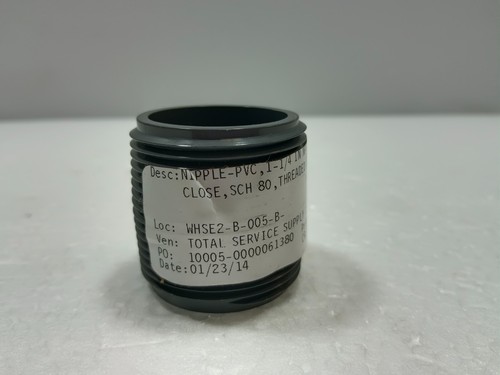 Desc:NIPPLE-PVC,1-1/4 IN
CLOSE,SCH 80,THREADED
Loc: WHSE2-B-005-B-
Ven: TOTAL SERVICE SUPPLY
PO: 10005-0000061380
Date:01/23/14